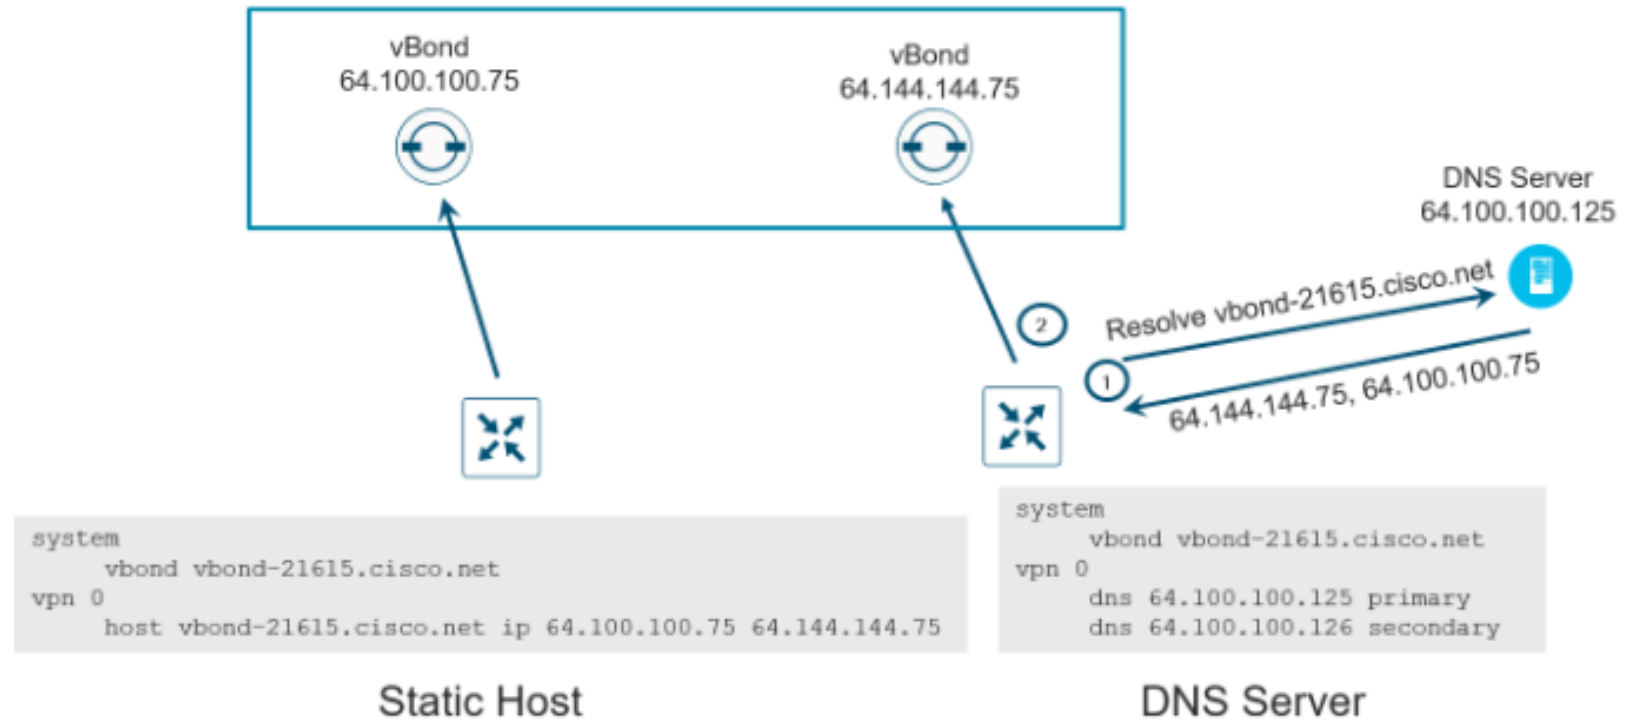 vBond
64.100.100.75
vBond
64.144.144.75
DNS Server
64.100.100.125
Resolve vbond-21615.cisco.net
2
1
64.144.144.75, 64.100.100.75
system
vbond vbond-21615.cisco.net
vpn 0
host vbond-21615.cisco.net ip 64.100.100.75 64.144.144.75
Static Host
system
vbond vbond-21615.cisco.net
vpn 0
dns 64.100.100.125 primary
dns 64.100.100.126 secondary
DNS Server